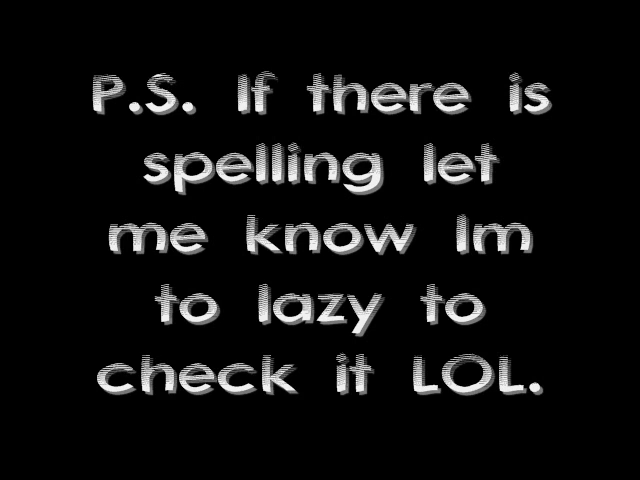 P.S. If there is
spelling let
me know Im
to lazy to
check it LOL.